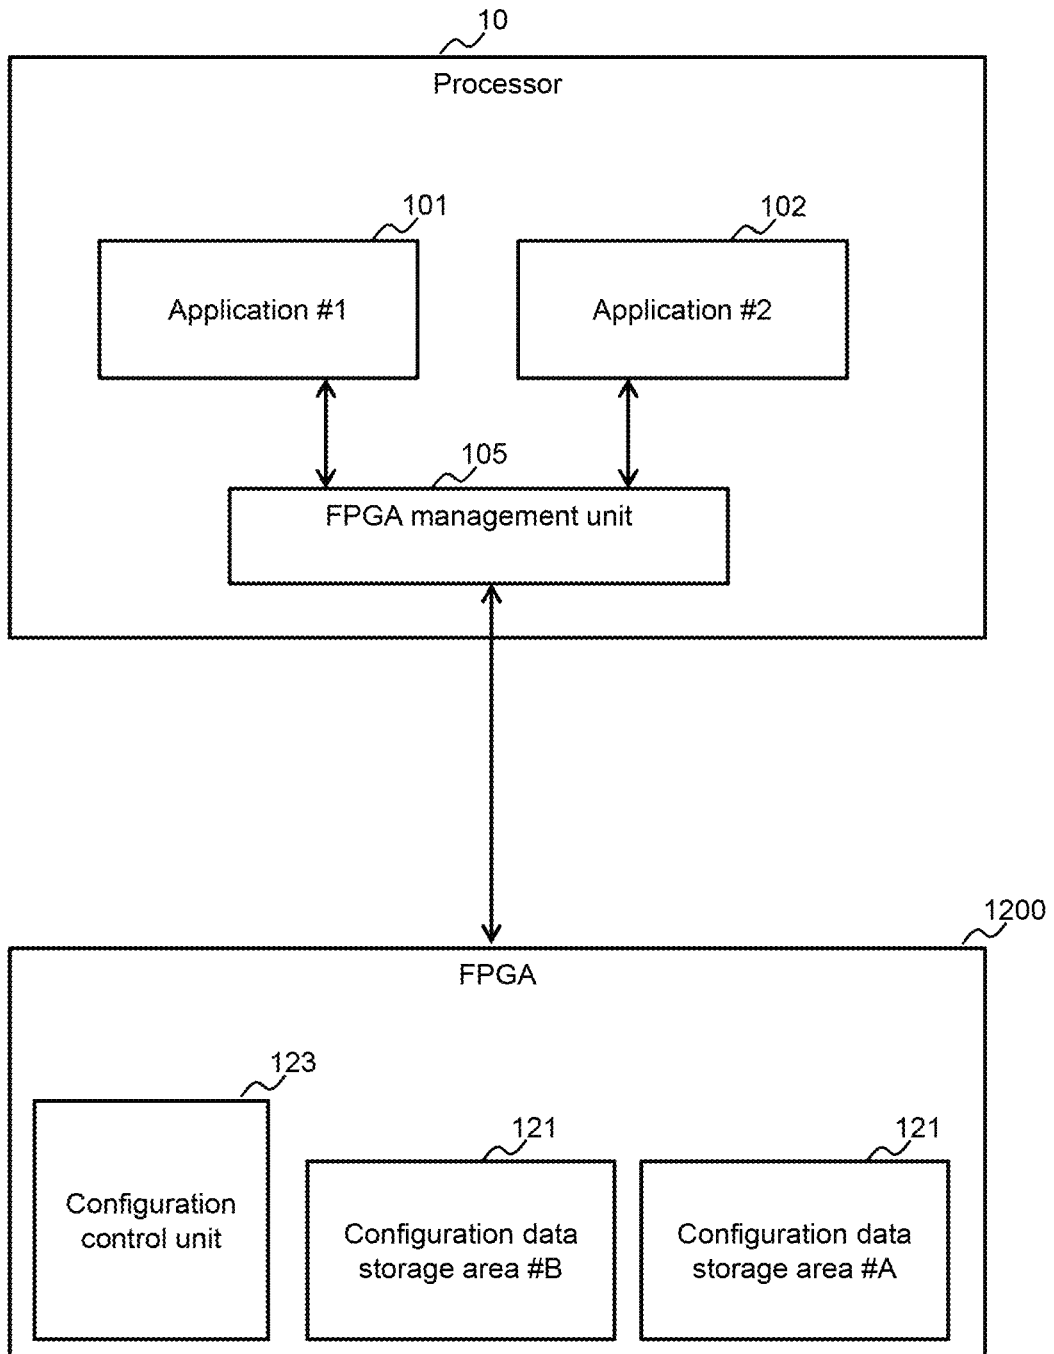 10
Processor
101
102
Application #1
Application #2
105
FPGA management unit
1200
FPGA
123
121
121
Configuration
control unit
Configuration data
storage area #B
Configuration data
storage area #A